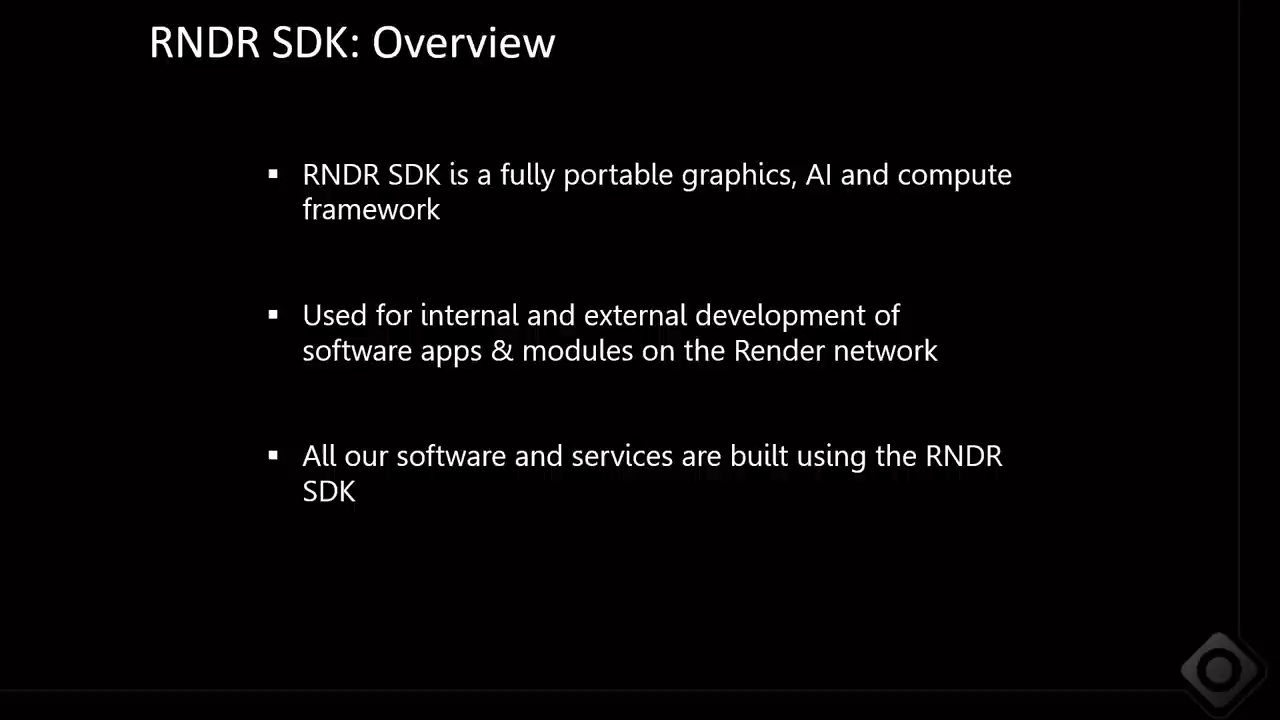 RNDR SDK: Overview
▪ RNDR SDK is a fully portable graphics, AI and compute
framework
▪ Used for internal and external development of
software apps & modules on the Render network
▪ All our software and services are built using the RNDR
SDK